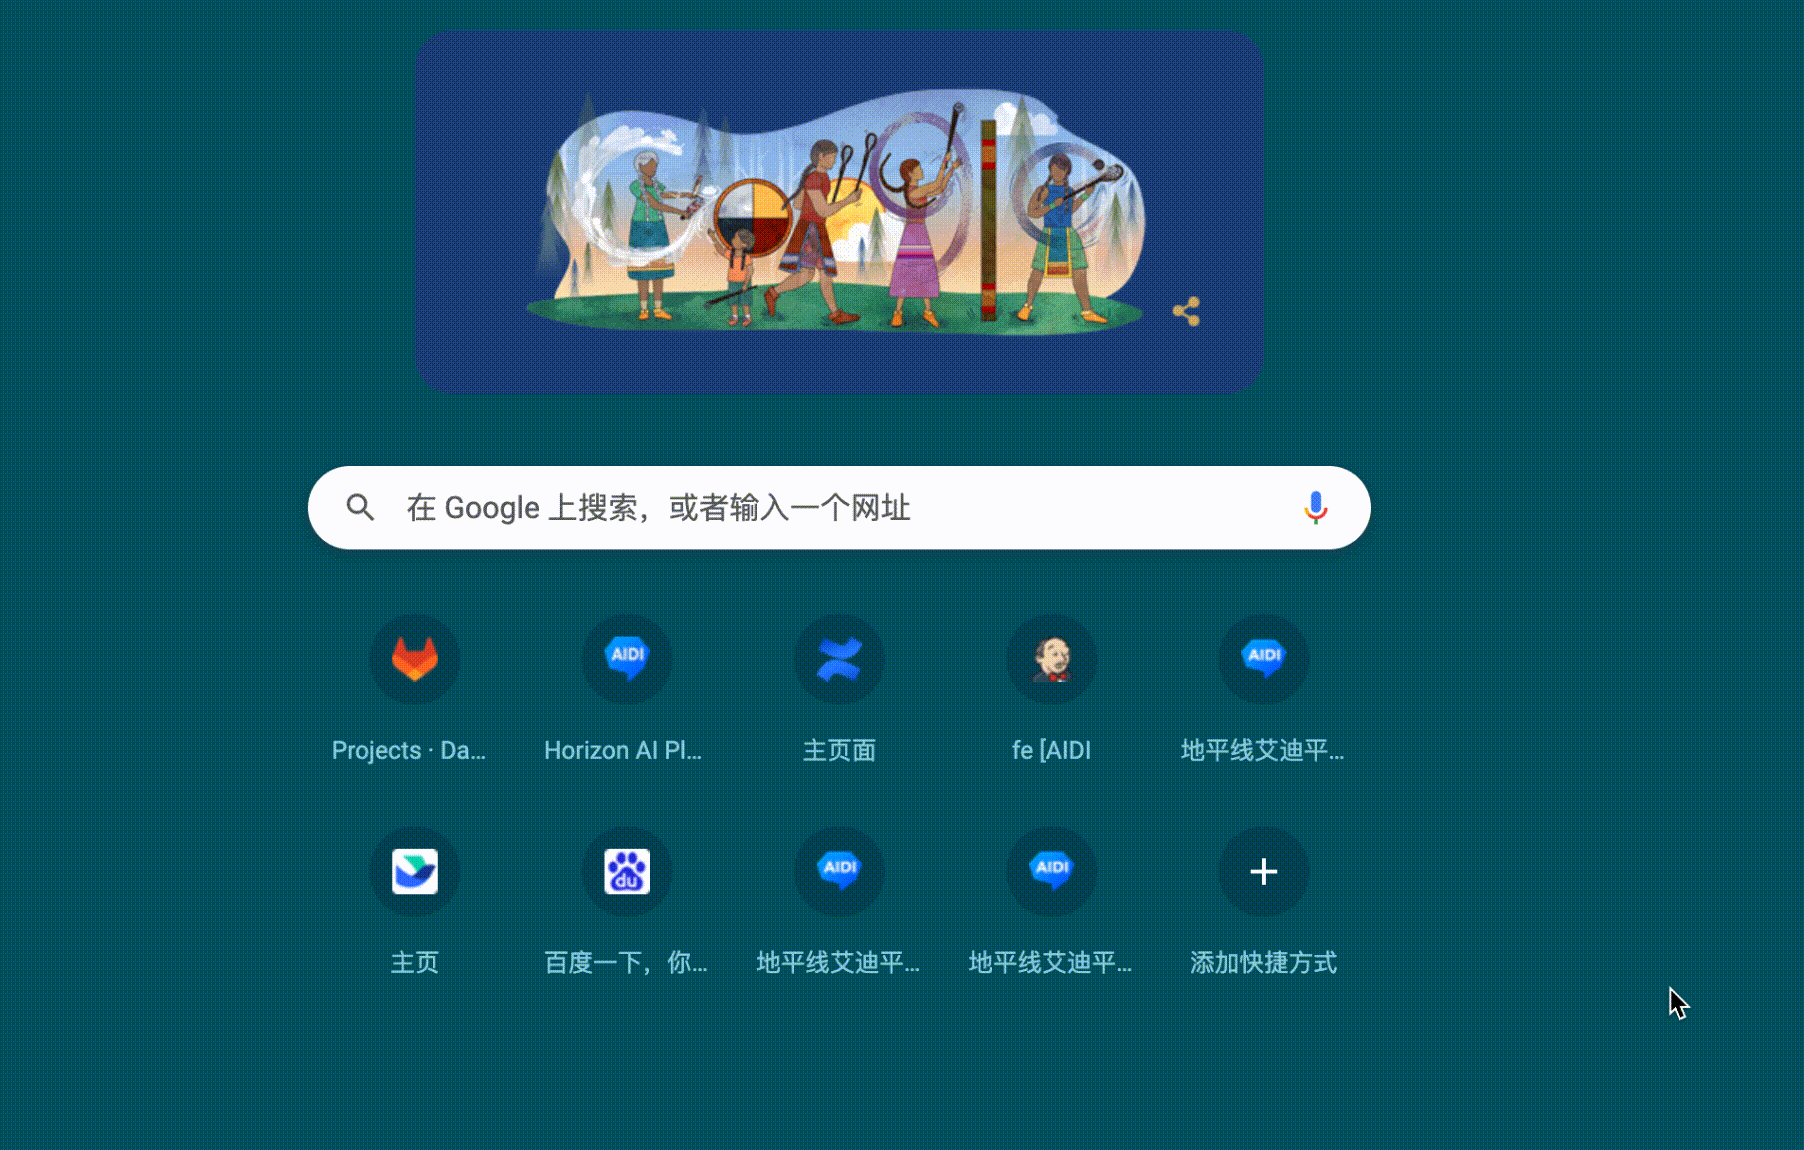 在 Google 上搜索，或者输入一个网址
AIDI
AIDI
Projects · Da...
Horizon AI Pl...
主页面
fe [AIDI
地平线艾迪平...
du
AIDI
AIDI
主页
百度一下，你...
地平线艾迪平...
地平线艾迪平...
添加快捷方式